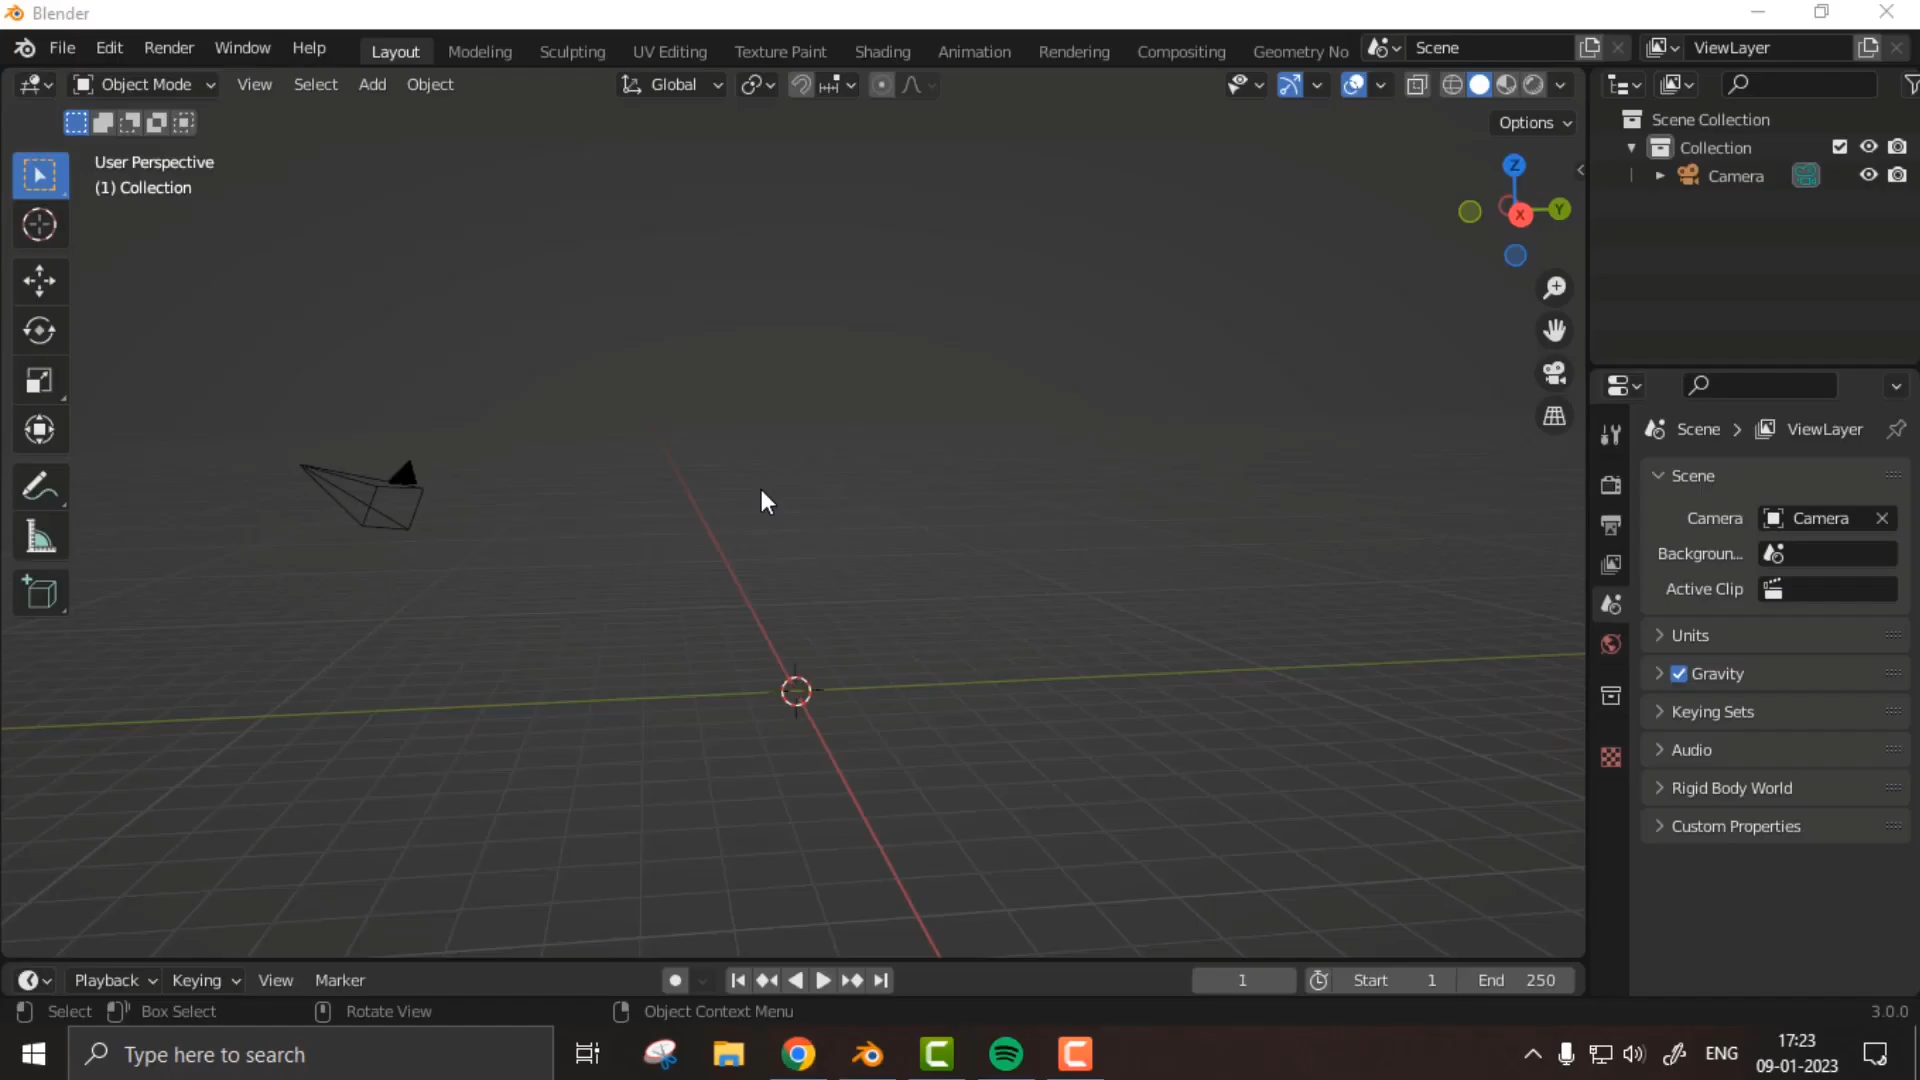 Blender
File Edit Render Window Help Layout Modeling Sculpting UV Editing Texture Paint Shading Animation Rendering Compositing Geometry No Scene ViewLayer
Object Mode View Select Add Object Global
Options
User Perspective
(1) Collection
Z
Y
X
Scene Collection
Collection
Camera
Scene > ViewLayer
Scene
Camera Camera
Backgroun...
Active Clip
Units
Gravity
Keying Sets
Audio
Rigid Body World
Custom Properties
Playback Keying View Marker 1 Start 1 End 250
Select Box Select Rotate View Object Context Menu 3.0.0
Type here to search ENG 17:23
09-01-2023